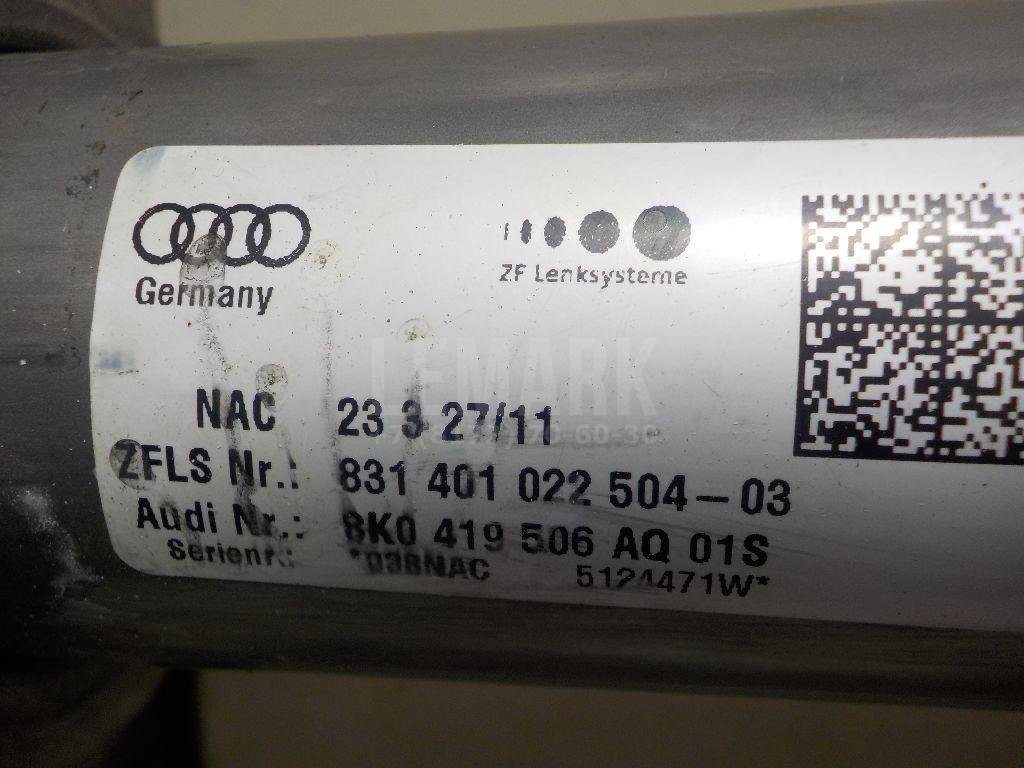 Germany
ZF Lenksysteme
LEMARK
NAC 23 3 27/11
ZFLS Nr.: 831 401 022 504-03
Audi Nr.: 8K0 419 506 AQ 01S
Seriennr.: *038NAC 5124471W*